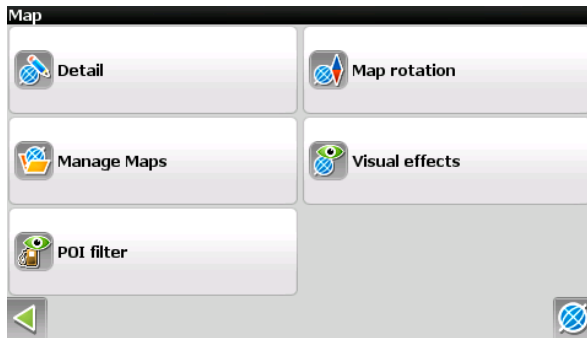 Map
Detail
Map rotation
Manage Maps
Visual effects
POI filter